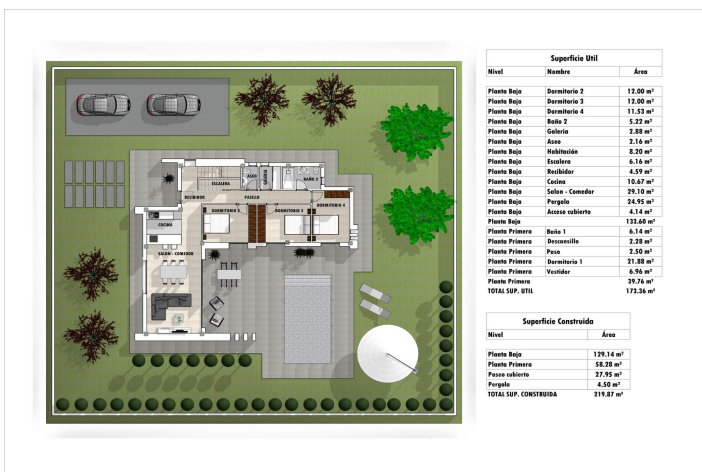 ESCALERA
ASEO
GALERIA
BAÑO 2
RECIBIDOR
PASILLO
DORMITORIO 2
DORMITORIO 3
DORMITORIO 4
COCINA
SALON - COMEDOR
Superficie Util
Nivel Nombre Área
Planta Baja Dormitorio 2 12.00 m²
Planta Baja Dormitorio 3 12.00 m²
Planta Baja Dormitorio 4 11.53 m²
Planta Baja Baño 2 5.22 m²
Planta Baja Galeria 2.88 m²
Planta Baja Aseo 2.16 m²
Planta Baja Habitación 8.20 m²
Planta Baja Escalera 6.16 m²
Planta Baja Recibidor 4.59 m²
Planta Baja Cocina 10.67 m²
Planta Baja Salon - Comedor 29.10 m²
Planta Baja Pergola 24.95 m²
Planta Baja Acceso cubierto 4.14 m²
Planta Baja 133.60 m²
Planta Primera Baño 1 6.14 m²
Planta Primera Descansillo 2.28 m²
Planta Primera Paso 2.50 m²
Planta Primera Dormitorio 1 21.88 m²
Planta Primera Vestidor 6.96 m²
Planta Primera 39.76 m²
TOTAL SUP. UTIL 173.36 m²
Superficie Construida
Nivel Área
Planta Baja 129.14 m²
Planta Primera 58.28 m²
Paseo cubierto 27.95 m²
Pergola 4.50 m²
TOTAL SUP. CONSTRUIDA 219.87 m²